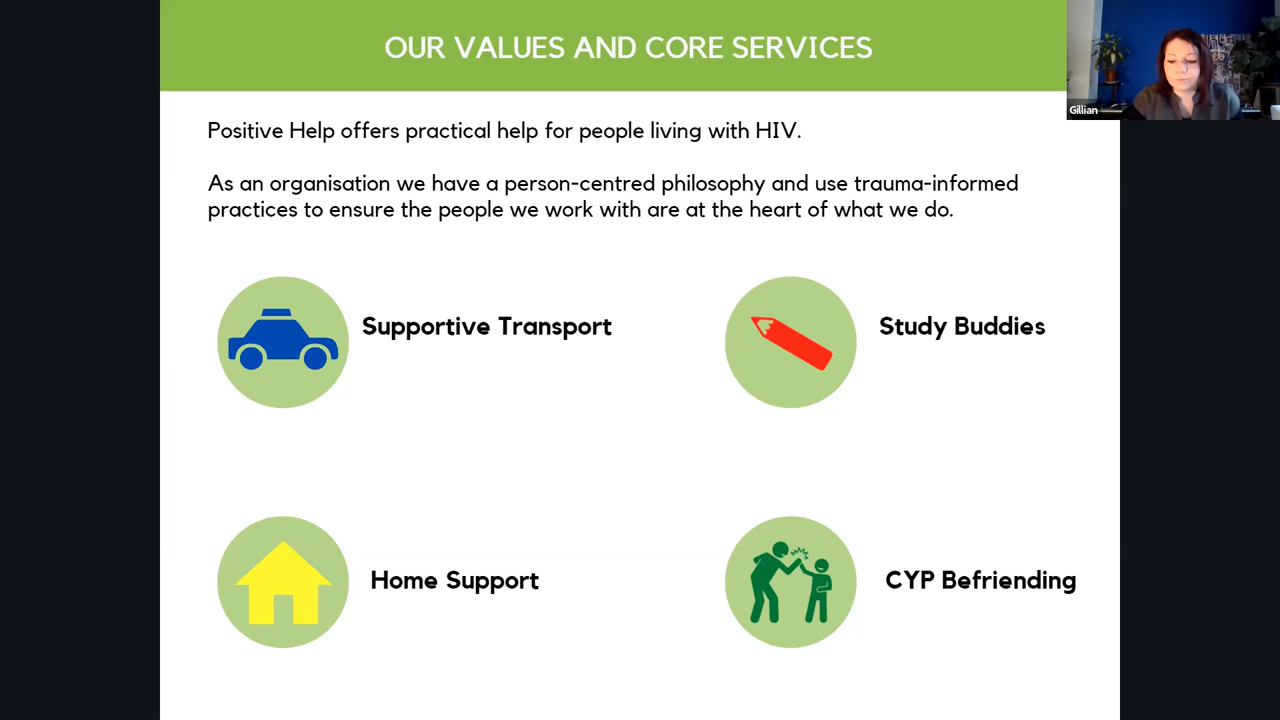 OUR VALUES AND CORE SERVICES
Gillian
Positive Help offers practical help for people living with HIV.
As an organisation we have a person-centred philosophy and use trauma-informed
practices to ensure the people we work with are at the heart of what we do.
Supportive Transport
Study Buddies
Home Support
CYP Befriending